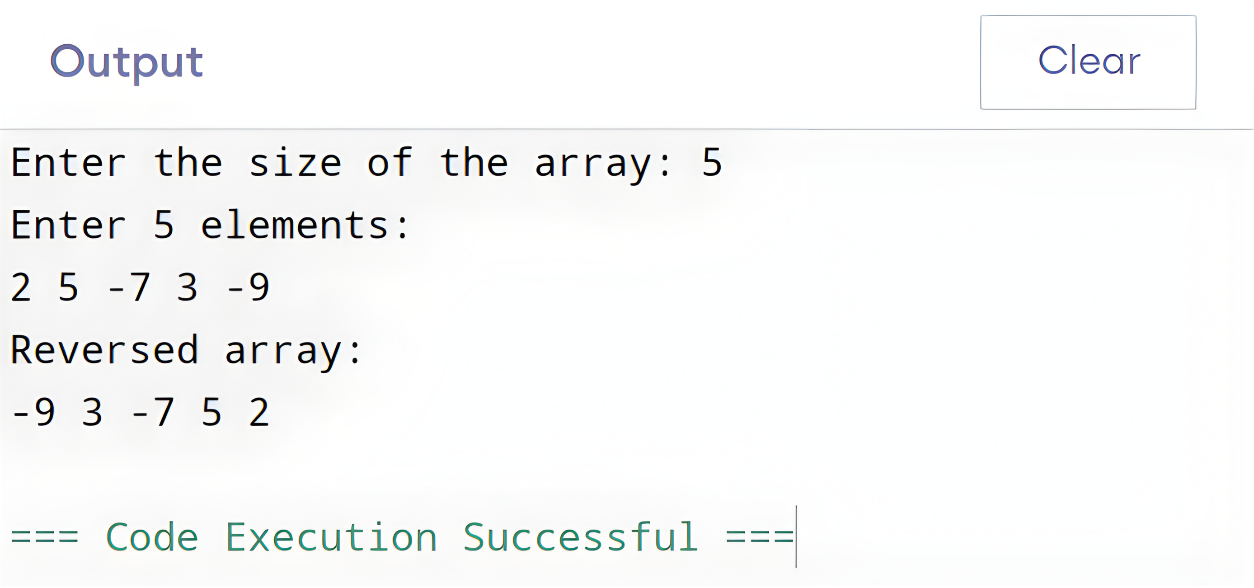 Output
Clear
Enter the size of the array: 5
Enter 5 elements:
2 5 -7 3 -9
Reversed array:
-9 3 -7 5 2
=== Code Execution Successful ===